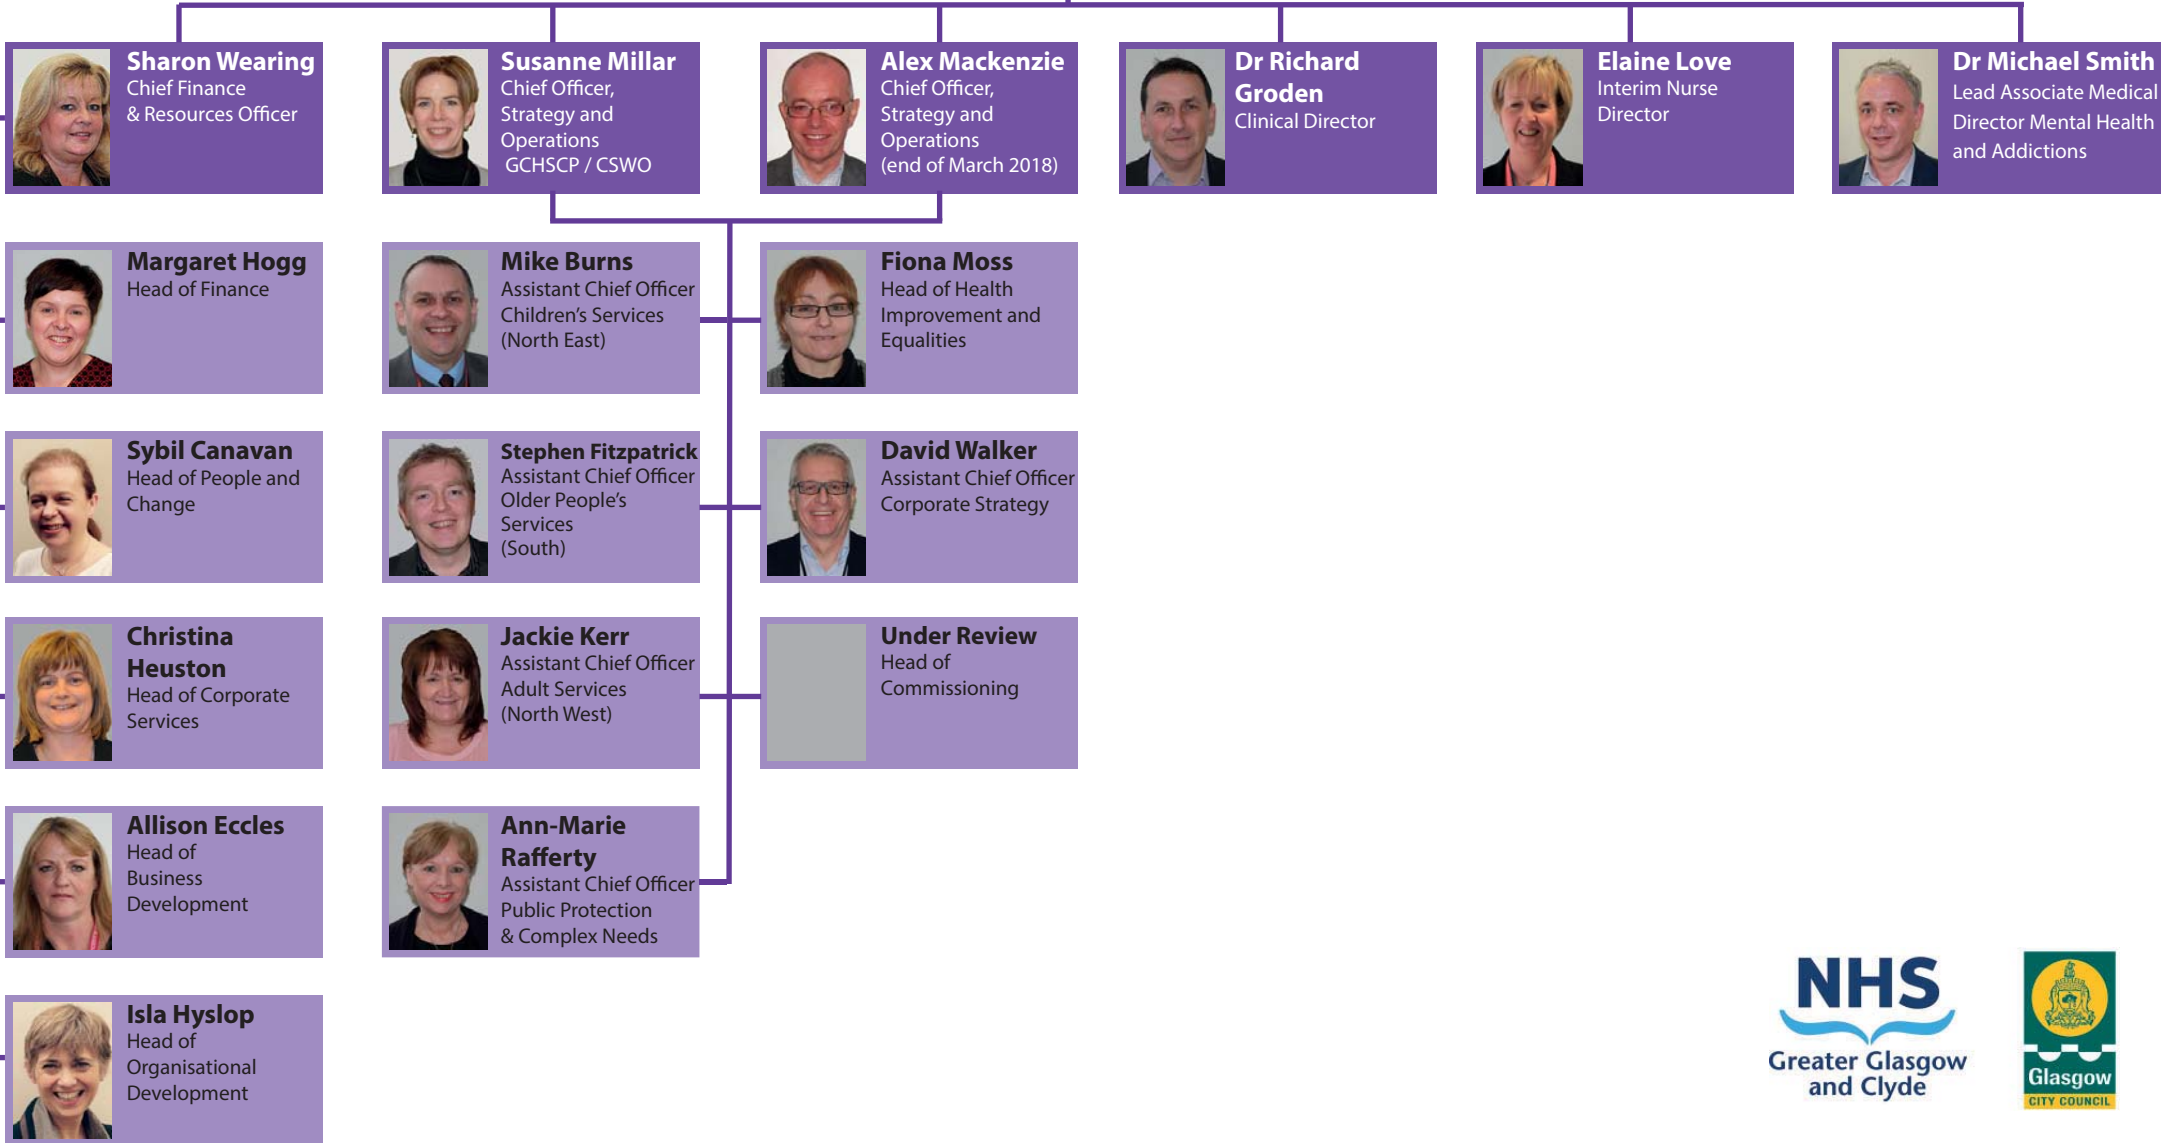 Sharon Wearing
Chief Finance
& Resources Officer
Susanne Millar
Chief Officer,
Strategy and
Operations
GCHSCP / CSWO
Alex Mackenzie
Chief Officer,
Strategy and
Operations
(end of March 2018)
Dr Richard
Groden
Clinical Director
Elaine Love
Interim Nurse
Director
Dr Michael Smith
Lead Associate Medical
Director Mental Health
and Addictions
Margaret Hogg
Head of Finance
Mike Burns
Assistant Chief Officer
Children’s Services
(North East)
Fiona Moss
Head of Health
Improvement and
Equalities
Sybil Canavan
Head of People and
Change
Stephen Fitzpatrick
Assistant Chief Officer
Older People’s
Services
(South)
David Walker
Assistant Chief Officer
Corporate Strategy
Christina
Heuston
Head of Corporate
Services
Jackie Kerr
Assistant Chief Officer
Adult Services
(North West)
Under Review
Head of
Commissioning
Allison Eccles
Head of
Business
Development
Ann-Marie
Rafferty
Assistant Chief Officer
Public Protection
& Complex Needs
Isla Hyslop
Head of
Organisational
Development
NHS
Greater Glasgow
and Clyde
Glasgow
CITY COUNCIL